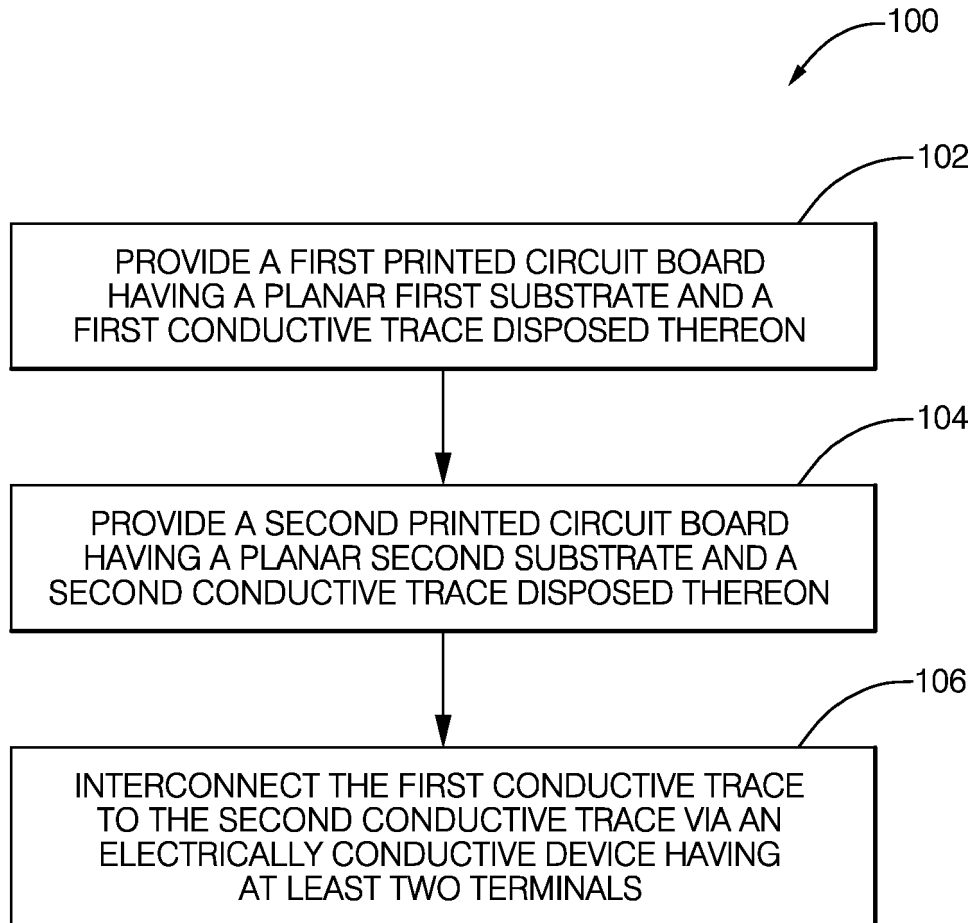 100
102
PROVIDE A FIRST PRINTED CIRCUIT BOARD
HAVING A PLANAR FIRST SUBSTRATE AND A
FIRST CONDUCTIVE TRACE DISPOSED THEREON
104
PROVIDE A SECOND PRINTED CIRCUIT BOARD
HAVING A PLANAR SECOND SUBSTRATE AND A
SECOND CONDUCTIVE TRACE DISPOSED THEREON
106
INTERCONNECT THE FIRST CONDUCTIVE TRACE
TO THE SECOND CONDUCTIVE TRACE VIA AN
ELECTRICALLY CONDUCTIVE DEVICE HAVING
AT LEAST TWO TERMINALS